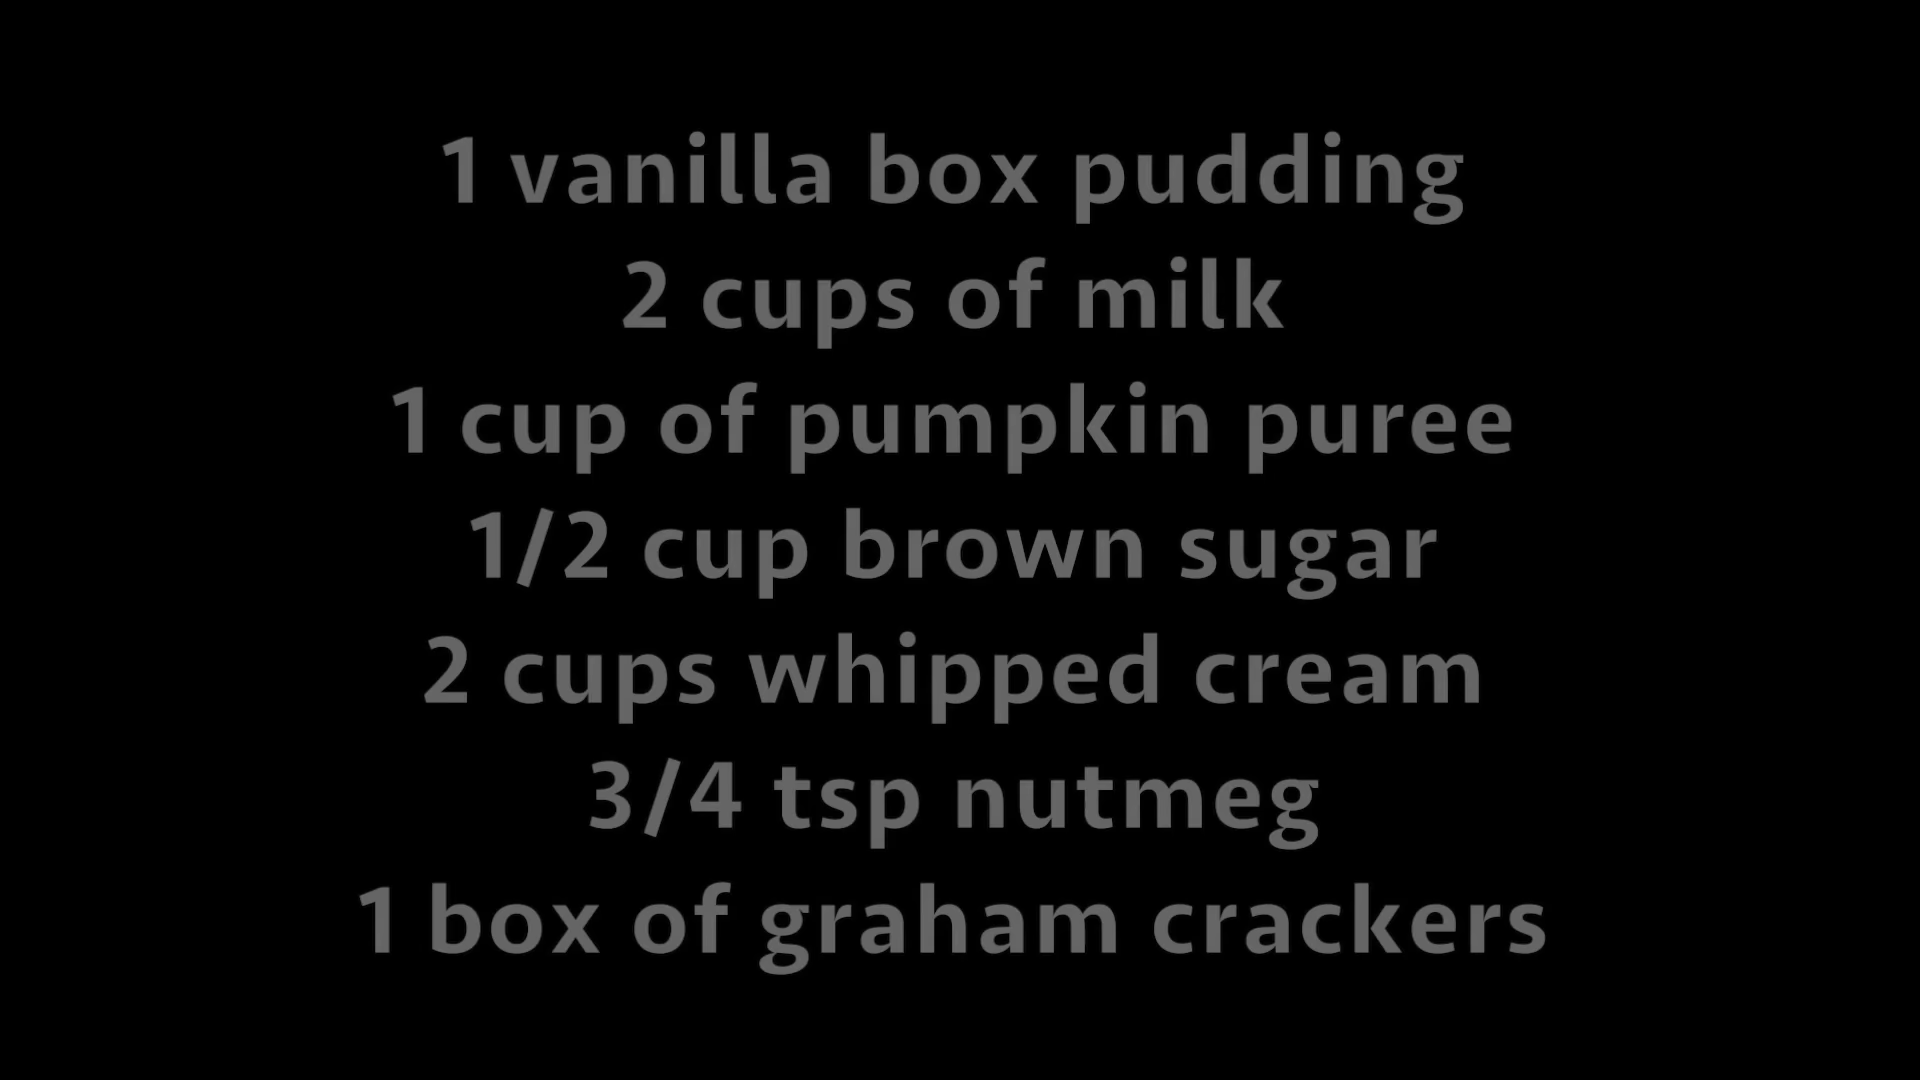 1 vanilla box pudding
2 cups of milk
1 cup of pumpkin puree
1/2 cup brown sugar
2 cups whipped cream
3/4 tsp nutmeg
1 box of graham crackers